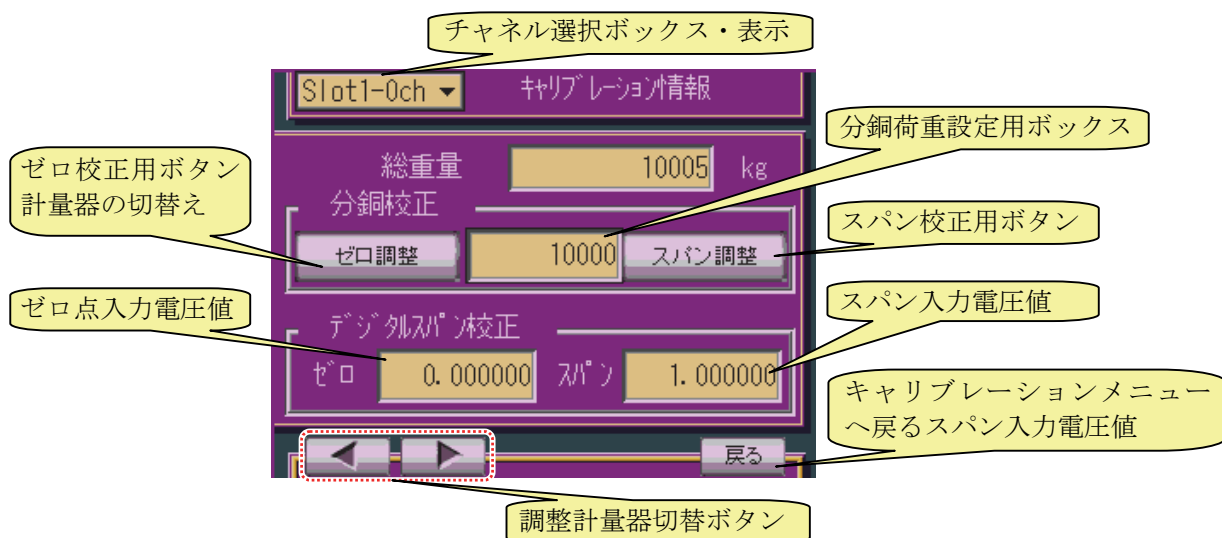 チャネル選択ボックス・表示
Slot1-0ch
ｷｬﾘﾌﾞﾚｰｼｮﾝ情報
分銅荷重設定用ボックス
ゼロ校正用ボタン
計量器の切替え
総重量 10005 kg
分銅校正
スパン校正用ボタン
ゼロ調整 10000 スパン調整
ゼロ点入力電圧値
スパン入力電圧値
ﾃﾞｼﾞﾀﾙｽﾊﾟﾝ校正
ｾﾞﾛ 0.000000 ｽﾊﾟﾝ 1.000000
キャリブレーションメニュー
へ戻るスパン入力電圧値
戻る
調整計量器切替ボタン